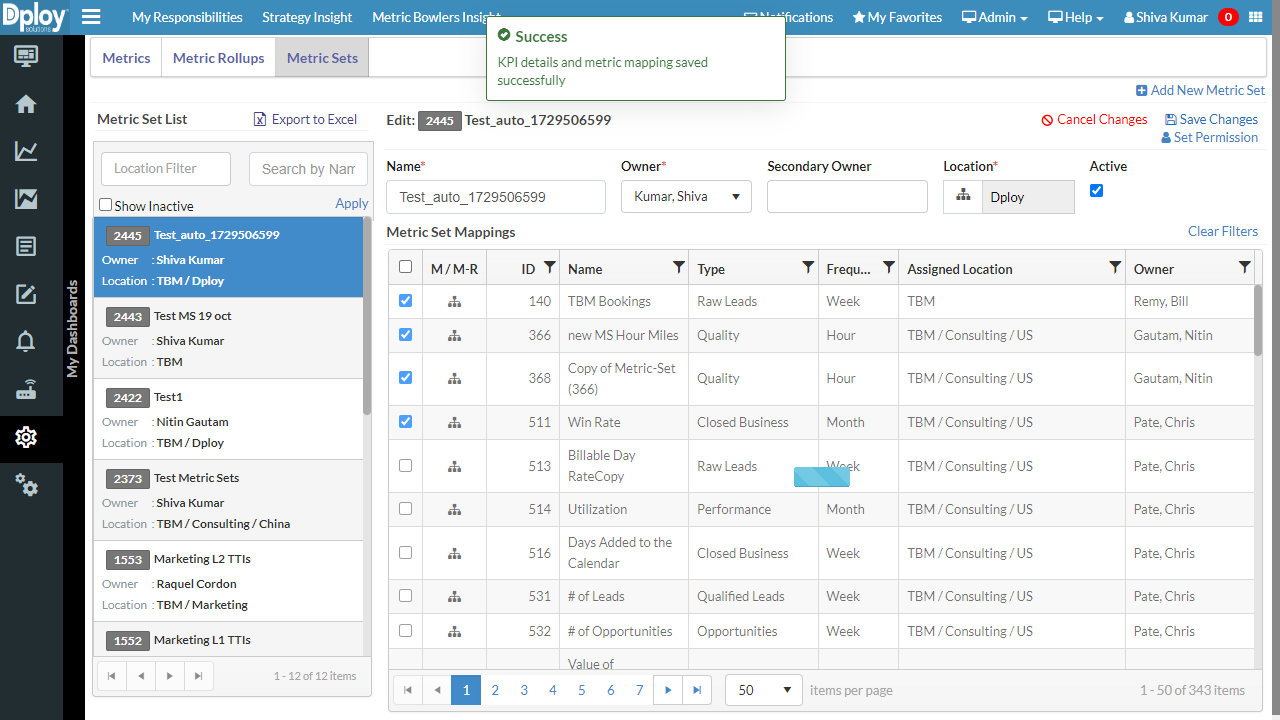 Dploy
SOLUTIONS
My Responsibilities
Strategy Insight
Metric Bowlers Insight
Notifications
My Favorites
Admin
Help
Shiva Kumar
0
Success
KPI details and metric mapping saved
successfully
Metrics
Metric Rollups
Metric Sets
Add New Metric Set
My Dashboards
Metric Set List
Export to Excel
Location Filter
Search by Nam
Show Inactive
Apply
2445 Test_auto_1729506599
Owner : Shiva Kumar
Location : TBM / Dploy
2443 Test MS 19 oct
Owner : Shiva Kumar
Location : TBM
2422 Test1
Owner : Nitin Gautam
Location : TBM / Dploy
2373 Test Metric Sets
Owner : Shiva Kumar
Location : TBM / Consulting / China
1553 Marketing L2 TTIs
Owner : Raquel Cordon
Location : TBM / Marketing
1552 Marketing L1 TTIs
1 - 12 of 12 items
Edit: 2445 Test_auto_1729506599
Cancel Changes
Save Changes
Set Permission
Name*
Owner*
Secondary Owner
Location*
Active
Test_auto_1729506599
Kumar, Shiva
Dploy
Metric Set Mappings
Clear Filters
M / M-R ID Name Type Frequ... Assigned Location Owner
140 TBM Bookings Raw Leads Week TBM Remy, Bill
366 new MS Hour Miles Quality Hour TBM / Consulting / US Gautam, Nitin
368 Copy of Metric-Set Quality Hour TBM / Consulting / US Gautam, Nitin
(366)
511 Win Rate Closed Business Month TBM / Consulting / US Pate, Chris
513 Billable Day Raw Leads Week TBM / Consulting / US Pate, Chris
RateCopy
514 Utilization Performance Month TBM / Consulting / US Pate, Chris
516 Days Added to the Closed Business Week TBM / Consulting / US Pate, Chris
Calendar
531 # of Leads Qualified Leads Week TBM / Consulting / US Pate, Chris
532 # of Opportunities Opportunities Week TBM / Consulting / US Pate, Chris
Value of
1 2 3 4 5 6 7
50
items per page
1 - 50 of 343 items